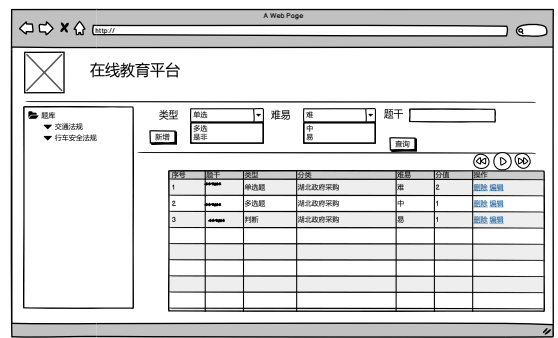 A Web Page
http://
在线教育平台
题库
交通法规
行车安全法规
类型 单选 难易 难 题干
多选 中
是非 易
新增 查询
序号 题干 类型 分类 难易 分值 操作
1 单选题 湖北政府采购 难 2 删除 编辑
2 多选题 湖北政府采购 中 1 删除 编辑
3 判断 湖北政府采购 易 1 删除 编辑